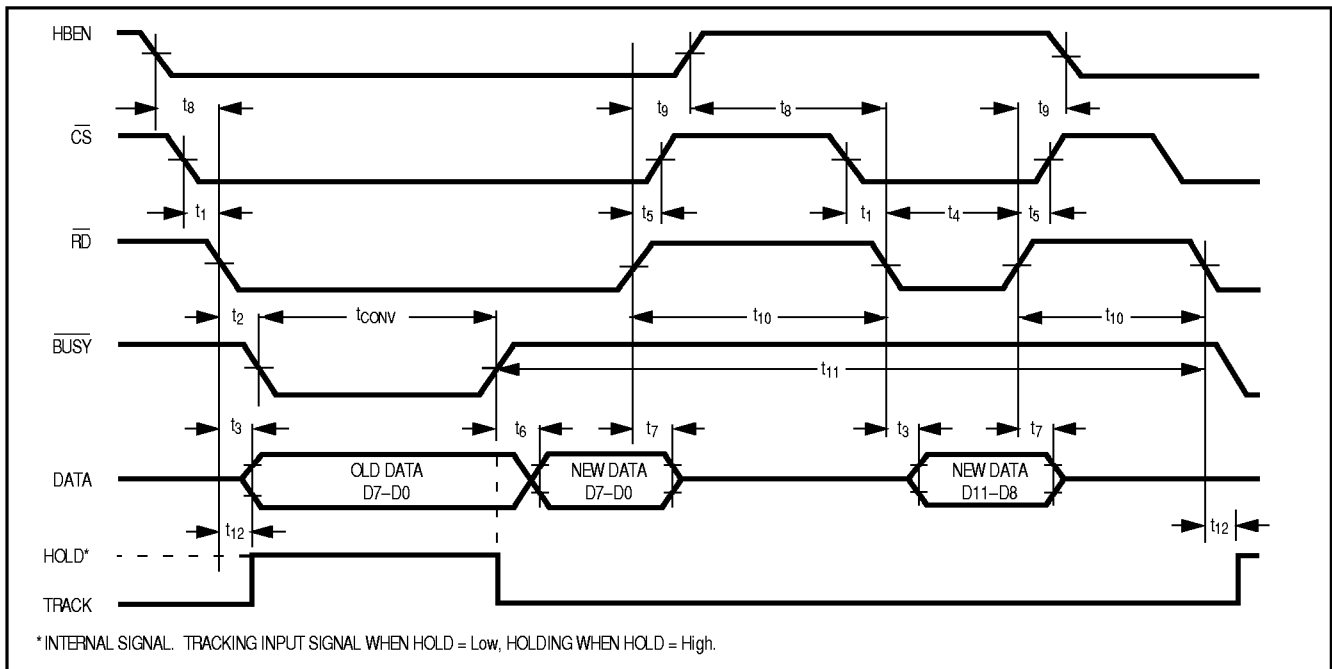 HBEN
t8 t9 t8 t9
CS
t1 t5 t1 t4 t5
RD
t2 tCONV t10 t10
BUSY
t11
t3 t6 t7 t3 t7
DATA
OLD DATA
D7–D0
NEW DATA
D7–D0
NEW DATA
D11–D8
t12 t12
HOLD*
TRACK
* INTERNAL SIGNAL. TRACKING INPUT SIGNAL WHEN HOLD = Low, HOLDING WHEN HOLD = High.